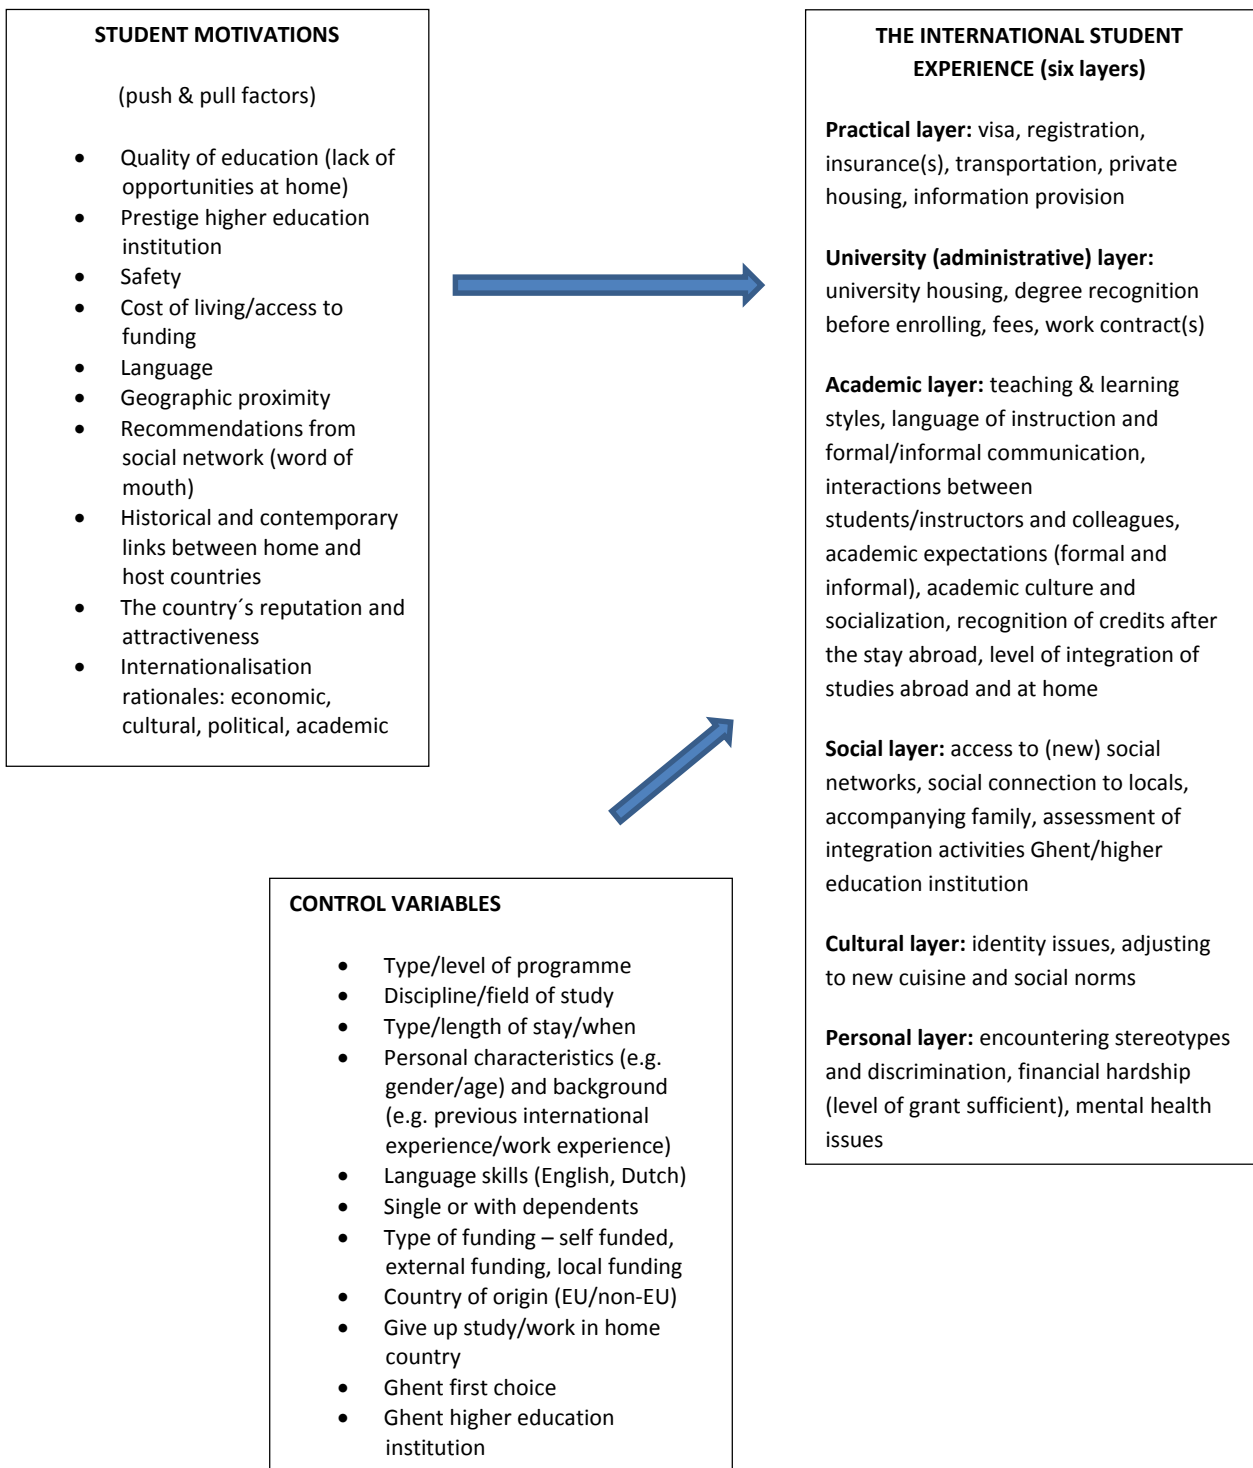 STUDENT MOTIVATIONS
(push & pull factors)
• Quality of education (lack of
opportunities at home)
• Prestige higher education
institution
• Safety
• Cost of living/access to
funding
• Language
• Geographic proximity
• Recommendations from
social network (word of
mouth)
• Historical and contemporary
links between home and
host countries
• The country´s reputation and
attractiveness
• Internationalisation
rationales: economic,
cultural, political, academic
THE INTERNATIONAL STUDENT
EXPERIENCE (six layers)
Practical layer: visa, registration,
insurance(s), transportation, private
housing, information provision
University (administrative) layer:
university housing, degree recognition
before enrolling, fees, work contract(s)
Academic layer: teaching & learning
styles, language of instruction and
formal/informal communication,
interactions between
students/instructors and colleagues,
academic expectations (formal and
informal), academic culture and
socialization, recognition of credits after
the stay abroad, level of integration of
studies abroad and at home
Social layer: access to (new) social
networks, social connection to locals,
accompanying family, assessment of
integration activities Ghent/higher
education institution
Cultural layer: identity issues, adjusting
to new cuisine and social norms
Personal layer: encountering stereotypes
and discrimination, financial hardship
(level of grant sufficient), mental health
issues
CONTROL VARIABLES
• Type/level of programme
• Discipline/field of study
• Type/length of stay/when
• Personal characteristics (e.g.
gender/age) and background
(e.g. previous international
experience/work experience)
• Language skills (English, Dutch)
• Single or with dependents
• Type of funding – self funded,
external funding, local funding
• Country of origin (EU/non-EU)
• Give up study/work in home
country
• Ghent first choice
• Ghent higher education
institution